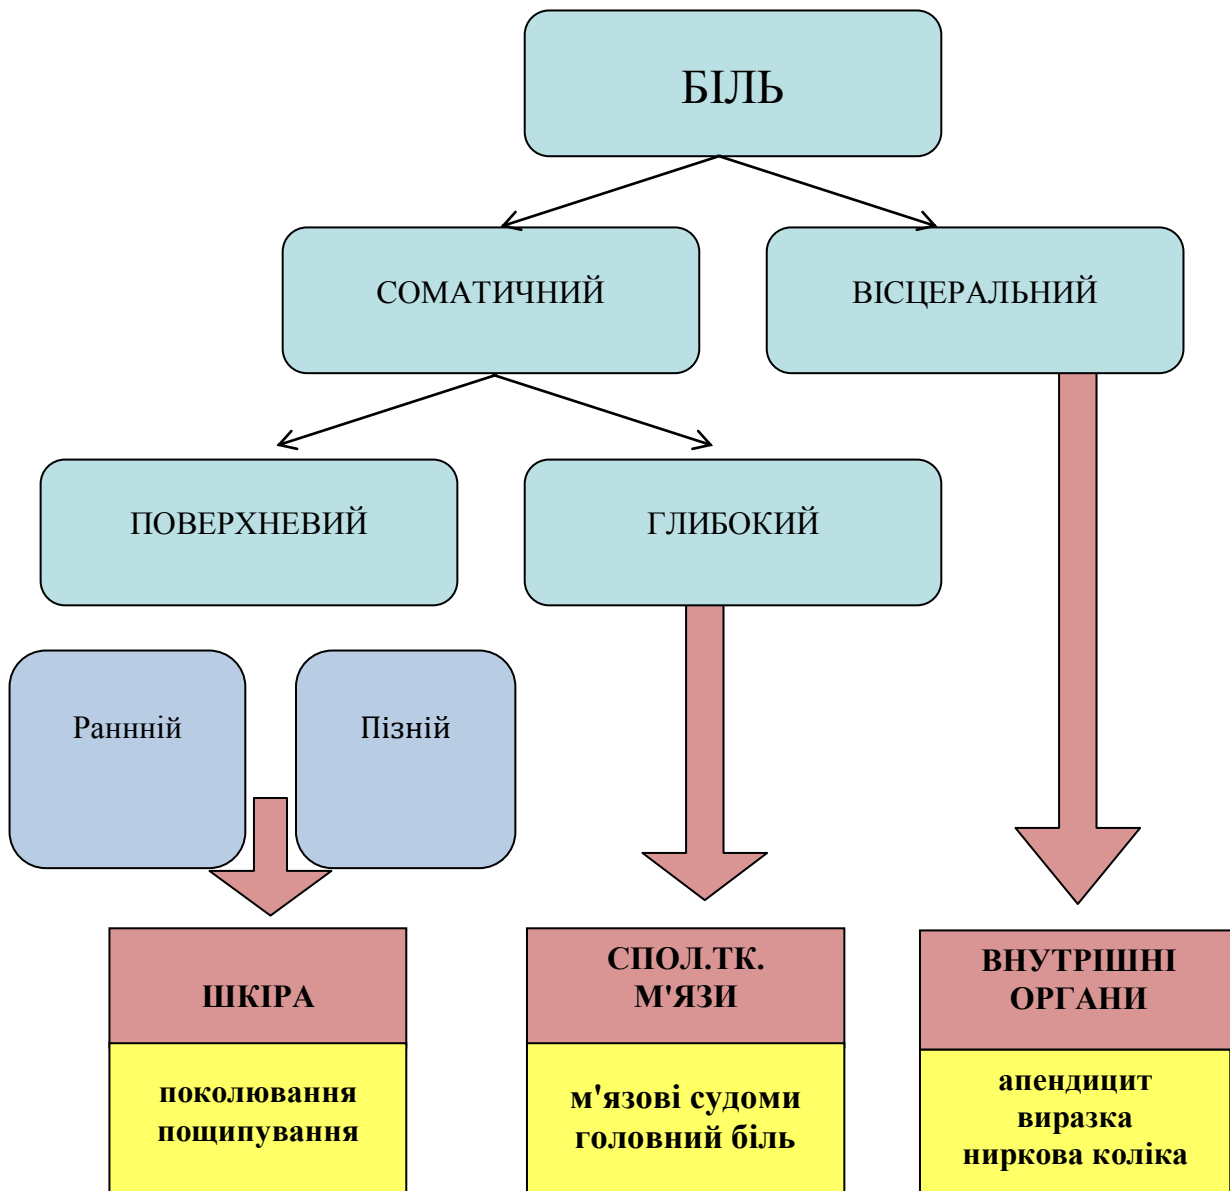 БІЛЬ
СОМАТИЧНИЙ
ВІСЦЕРАЛЬНИЙ
ПОВЕРХНЕВИЙ
ГЛИБОКИЙ
Раннній
Пізній
ШКІРА
поколювання
пощипування
СПОЛ.ТК.
М'ЯЗИ
м'язові судоми
головний біль
ВНУТРІШНІ
ОРГАНИ
апендицит
виразка
ниркова коліка